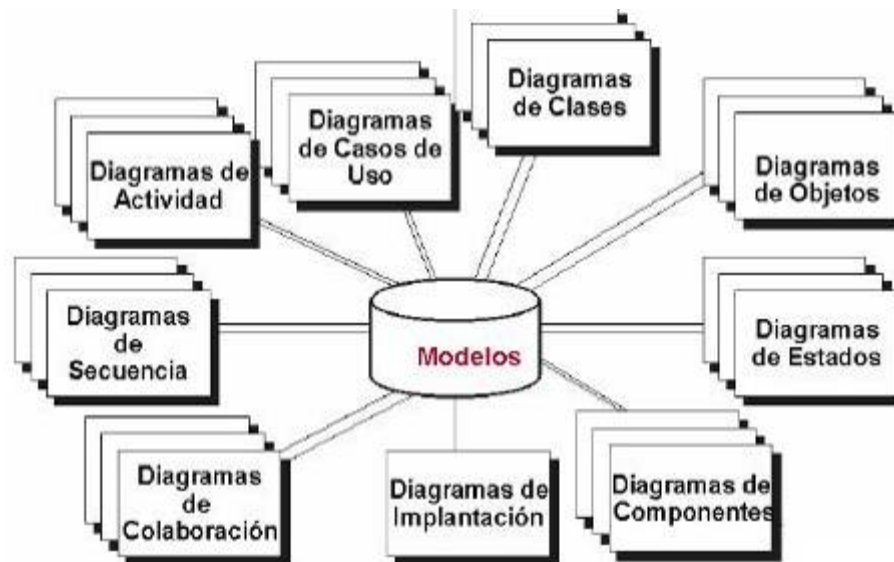 Diagramas
de Clases
Diagramas
de Casos de
Uso
Diagramas de
Actividad
Diagramas
de Objetos
Diagramas
de
Secuencia
Modelos
Diagramas
de Estados
Diagramas
de
Colaboración
Diagramas de
Implantación
Diagramas de
Componentes